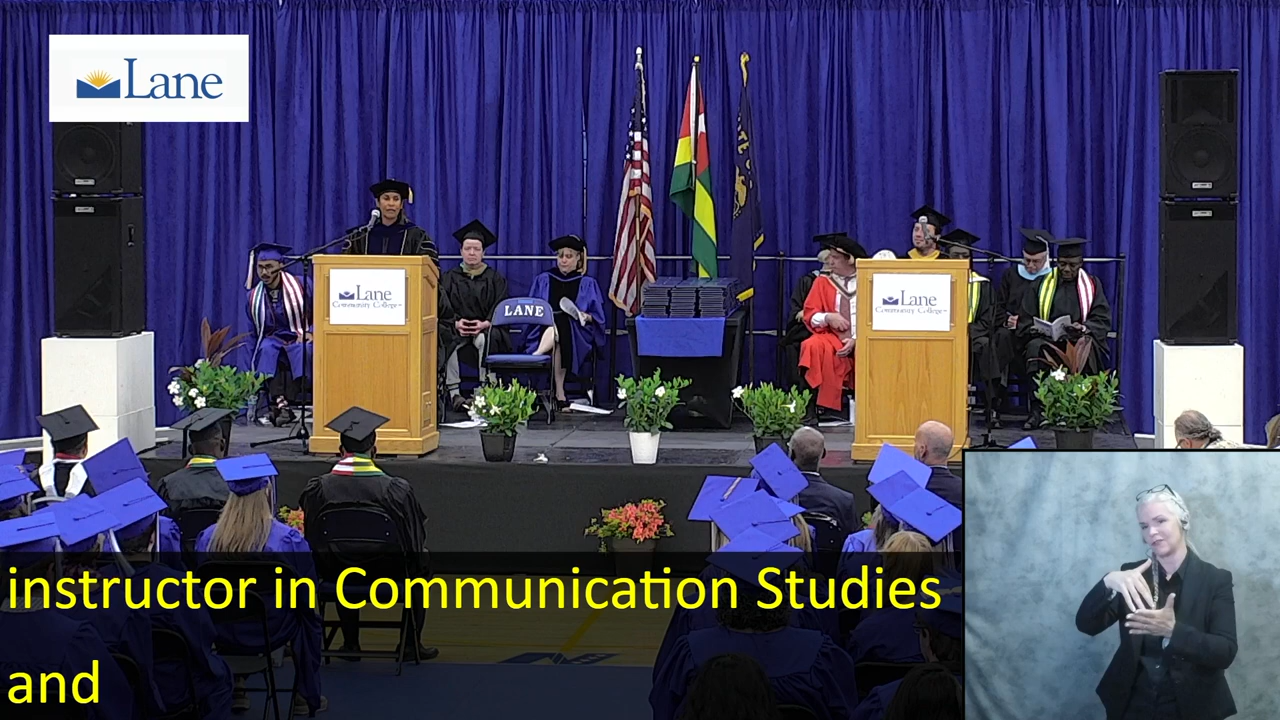 Lane
LANE
Lane
Community College
Lane
Community College
instructor in Communication Studies
and